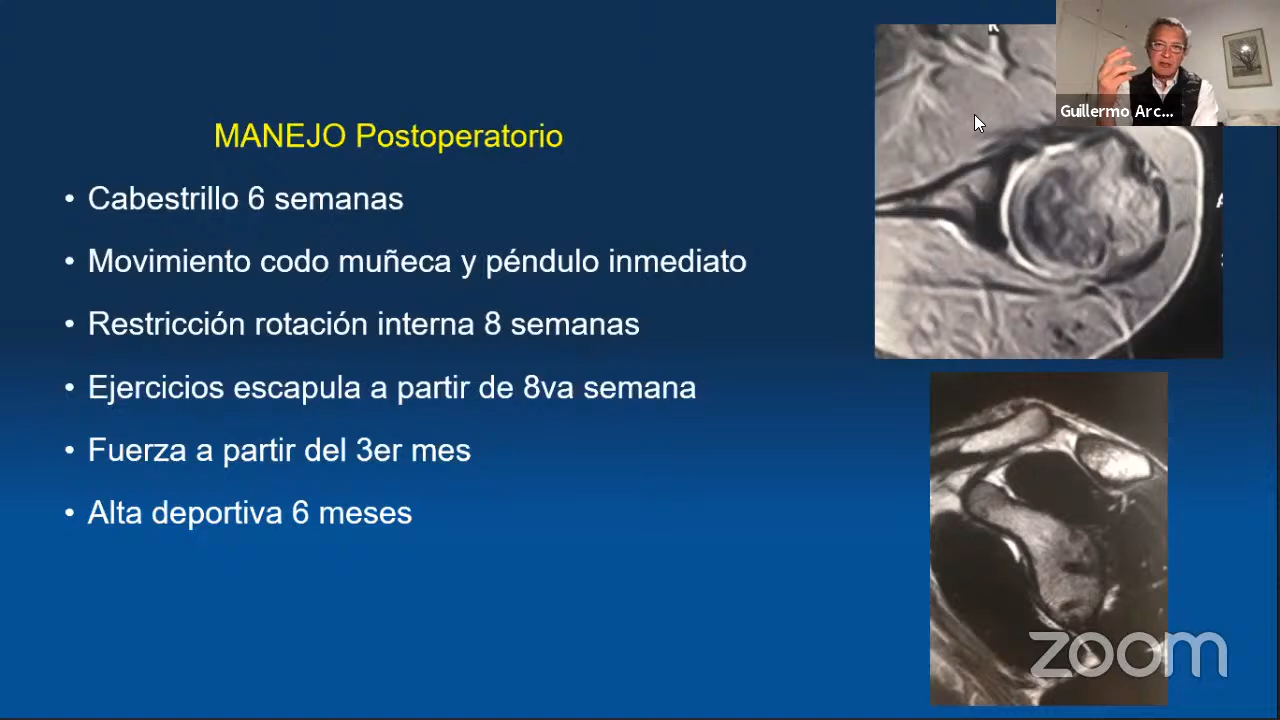 MANEJO Postoperatorio
• Cabestrillo 6 semanas
• Movimiento codo muñeca y péndulo inmediato
• Restricción rotación interna 8 semanas
• Ejercicios escapula a partir de 8va semana
• Fuerza a partir del 3er mes
• Alta deportiva 6 meses
Guillermo Arc...
zoom